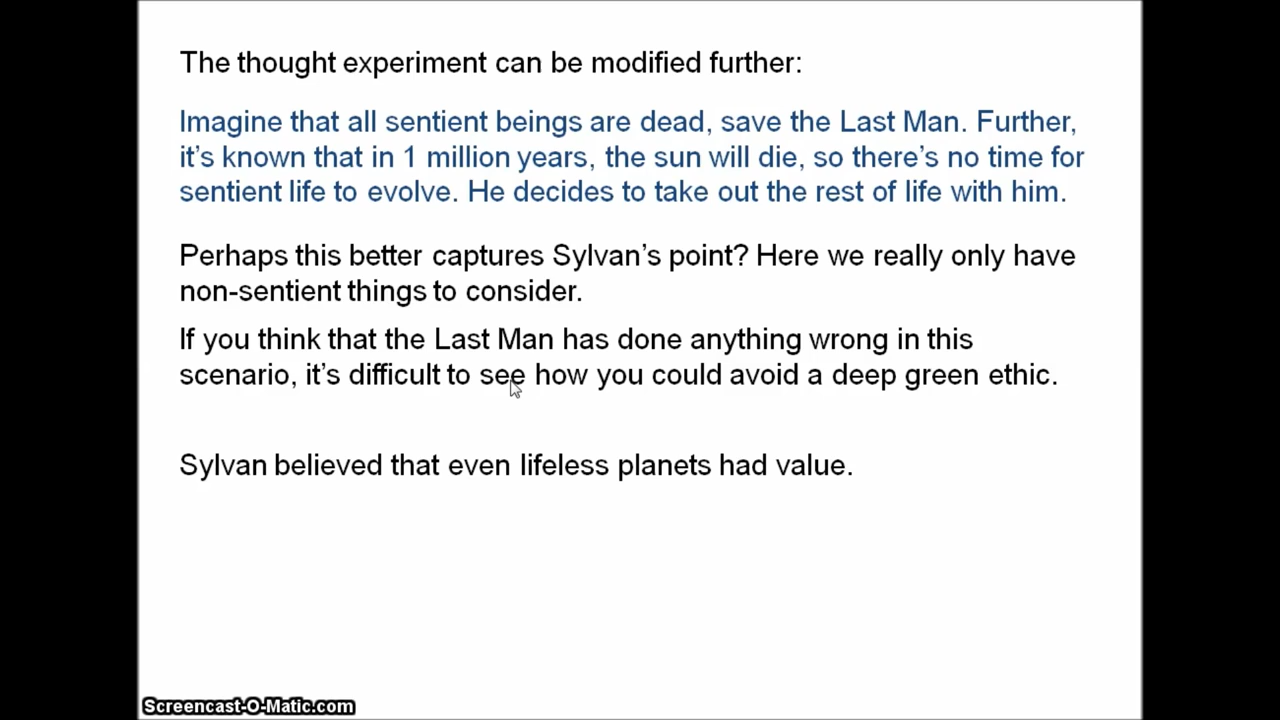 The thought experiment can be modified further:
Imagine that all sentient beings are dead, save the Last Man. Further,
it's known that in 1 million years, the sun will die, so there's no time for
sentient life to evolve. He decides to take out the rest of life with him.
Perhaps this better captures Sylvan's point? Here we really only have
non-sentient things to consider.
If you think that the Last Man has done anything wrong in this
scenario, it's difficult to see how you could avoid a deep green ethic.
Sylvan believed that even lifeless planets had value.
Screencast-O-Matic.com